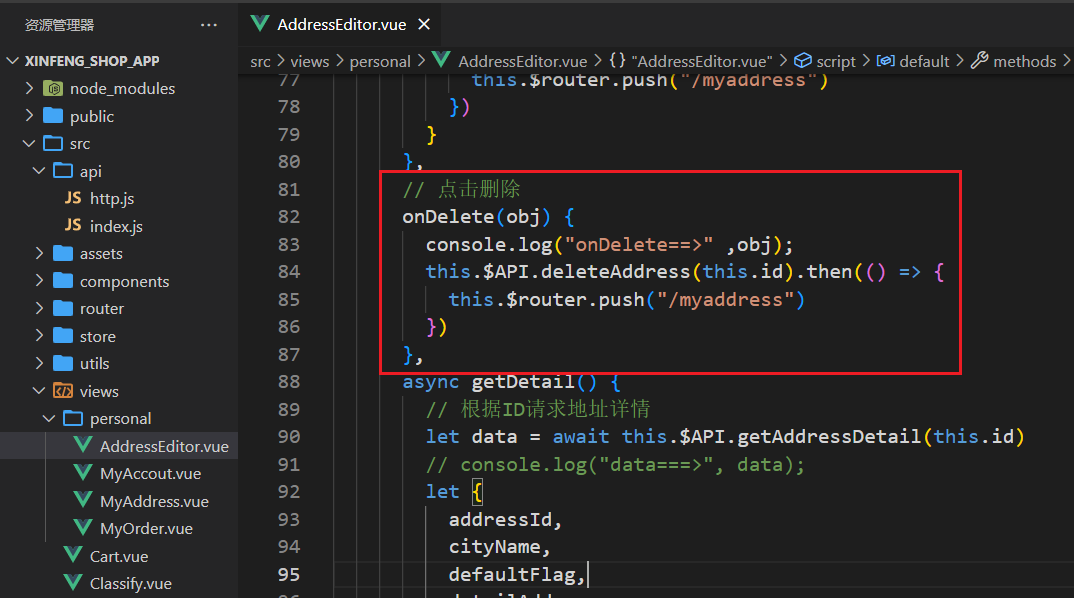 资源管理器
···
AddressEditor.vue
XINFENG_SHOP_APP
src > views > personal > AddressEditor.vue > {} "AddressEditor.vue" > script > default > methods >
node_modules
public
src
api
JS http.js
JS index.js
assets
components
router
store
utils
views
personal
AddressEditor.vue
MyAccout.vue
MyAddress.vue
MyOrder.vue
Cart.vue
Classify.vue
77 this.$router.push("/myaddress")
78 })
79 }
80 },
81 // 点击删除
82 onDelete(obj) {
83 console.log("onDelete==>" ,obj);
84 this.$API.deleteAddress(this.id).then(() => {
85 this.$router.push("/myaddress")
86 })
87 },
88 async getDetail() {
89 // 根据ID请求地址详情
90 let data = await this.$API.getAddressDetail(this.id)
91 // console.log("data===>", data);
92 let {
93 addressId,
94 cityName,
95 defaultFlag,